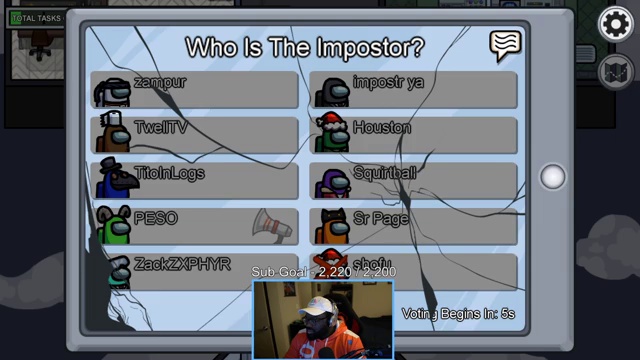 TOTAL TASKS
Who Is The Impostor?
zampur
impostr ya
TwellTV
Houston
TitoInLogs
Squirtball
PESO
Sr Page
ZackZXPHYR
shofu
Sub-Goal - 2,220 / 2,200
Voting Begins In: 5s